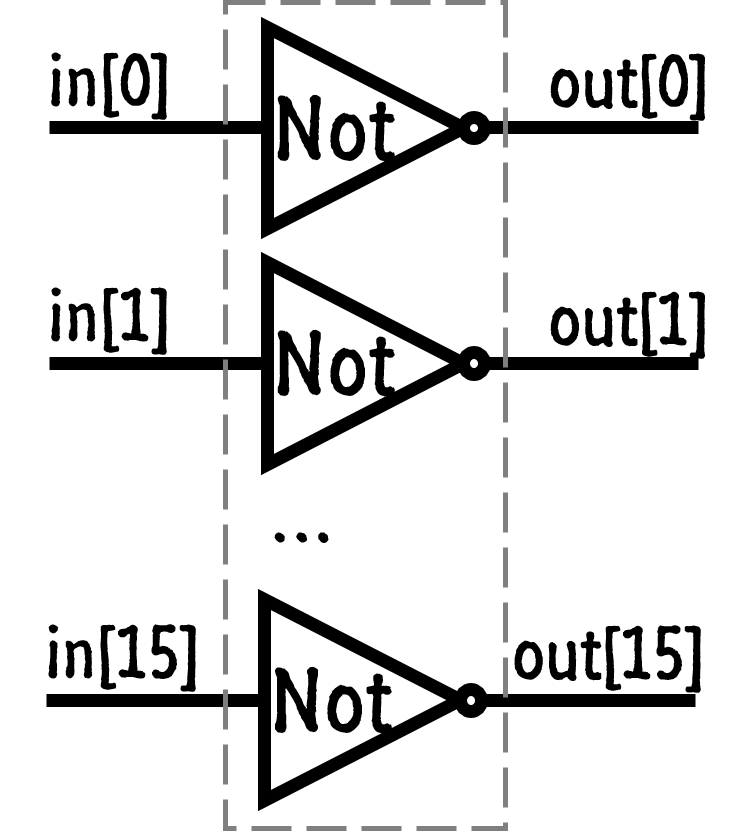 in[0]
out[0]
Not
in[1]
out[1]
Not
...
in[15]
out[15]
Not